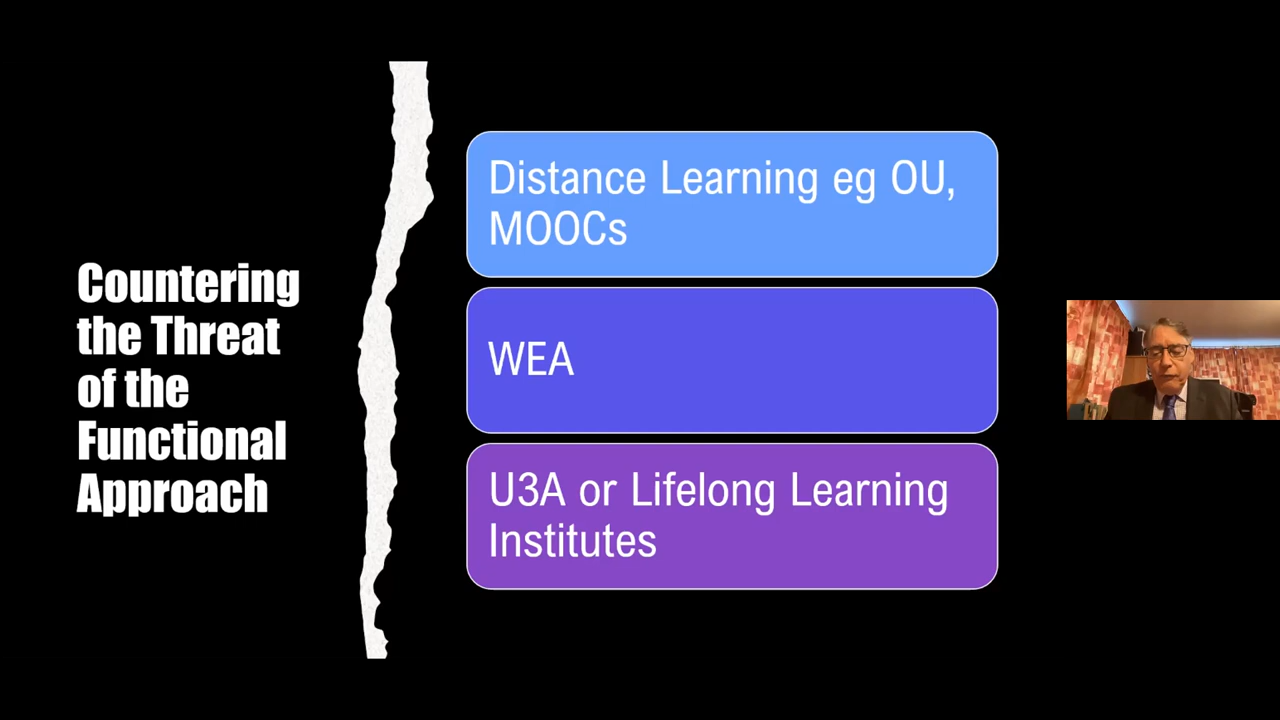 Countering
the Threat
of the
Functional
Approach
Distance Learning eg OU,
MOOCs
WEA
U3A or Lifelong Learning
Institutes